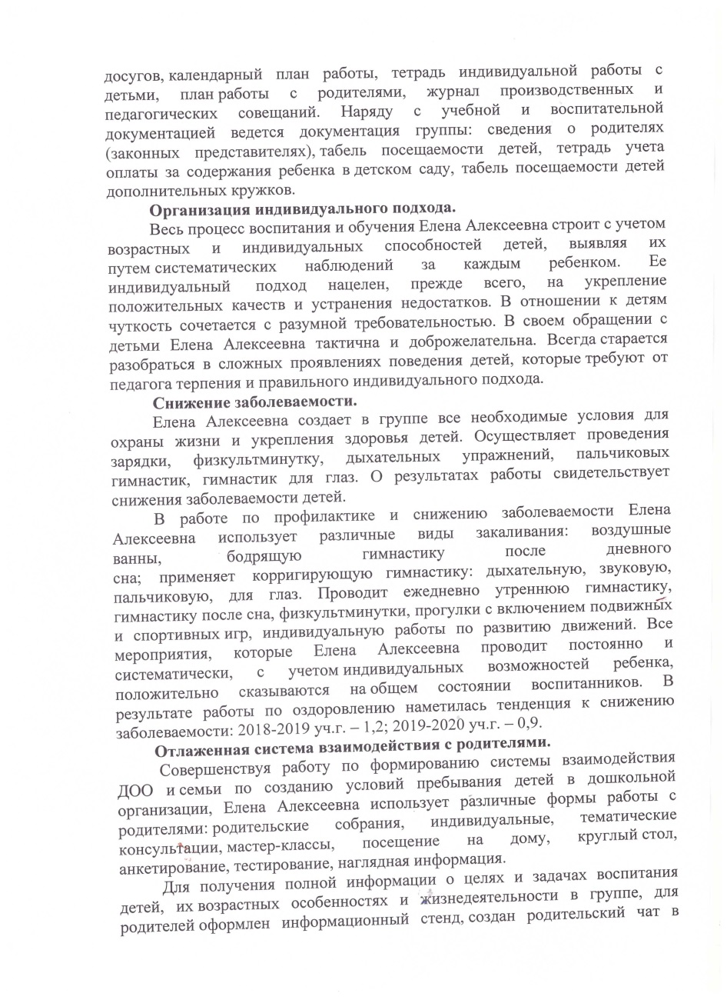 досугов, календарный план работы, тетрадь индивидуальной работы с
детьми, план работы с родителями, журнал производственных и
педагогических совещаний. Наряду с учебной и воспитательной
документацией ведется документация группы: сведения о родителях
(законных представителях), табель посещаемости детей, тетрадь учета
оплаты за содержания ребенка в детском саду, табель посещаемости детей
дополнительных кружков.
Организация индивидуального подхода.
Весь процесс воспитания и обучения Елена Алексеевна строит с учетом
возрастных и индивидуальных способностей детей, выявляя их
путем систематических наблюдений за каждым ребенком. Ее
индивидуальный подход нацелен, прежде всего, на укрепление
положительных качеств и устранения недостатков. В отношении к детям
чуткость сочетается с разумной требовательностью. В своем обращении с
детьми Елена Алексеевна тактична и доброжелательна. Всегда старается
разобраться в сложных проявлениях поведения детей, которые требуют от
педагога терпения и правильного индивидуального подхода.
Снижение заболеваемости.
Елена Алексеевна создает в группе все необходимые условия для
охраны жизни и укрепления здоровья детей. Осуществляет проведения
зарядки, физкультминутку, дыхательных упражнений, пальчиковых
гимнастик, гимнастик для глаз. О результатах работы свидетельствует
снижения заболеваемости детей.
В работе по профилактике и снижению заболеваемости Елена
Алексеевна использует различные виды закаливания: воздушные
ванны, бодрящую гимнастику после дневного
сна; применяет корригирующую гимнастику: дыхательную, звуковую,
пальчиковую, для глаз. Проводит ежедневно утреннюю гимнастику,
гимнастику после сна, физкультминутки, прогулки с включением подвижных
и спортивных игр, индивидуальную работы по развитию движений. Все
мероприятия, которые Елена Алексеевна проводит постоянно и
систематически, с учетом индивидуальных возможностей ребенка,
положительно сказываются на общем состоянии воспитанников. В
результате работы по оздоровлению наметилась тенденция к снижению
заболеваемости: 2018-2019 уч.г. – 1,2; 2019-2020 уч.г. – 0,9.
Отлаженная система взаимодействия с родителями.
Совершенствуя работу по формированию системы взаимодействия
ДОО и семьи по созданию условий пребывания детей в дошкольной
организации, Елена Алексеевна использует различные формы работы с
родителями: родительские собрания, индивидуальные, тематические
консультации, мастер-классы, посещение на дому, круглый стол,
анкетирование, тестирование, наглядная информация.
Для получения полной информации о целях и задачах воспитания
детей, их возрастных особенностях и жизнедеятельности в группе, для
родителей оформлен информационный стенд, создан родительский чат в